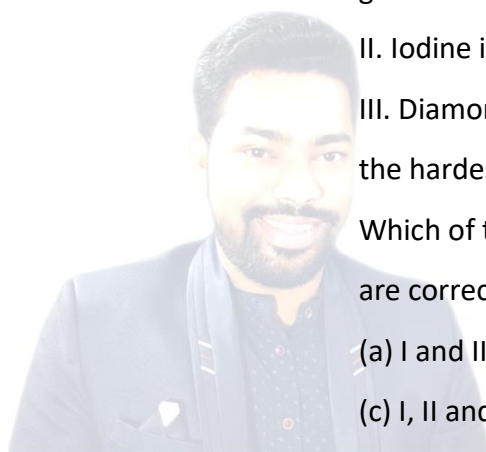 II. Iodine i
III. Diamo
the harde
Which of t
are correc
(a) I and II
(c) I, II and